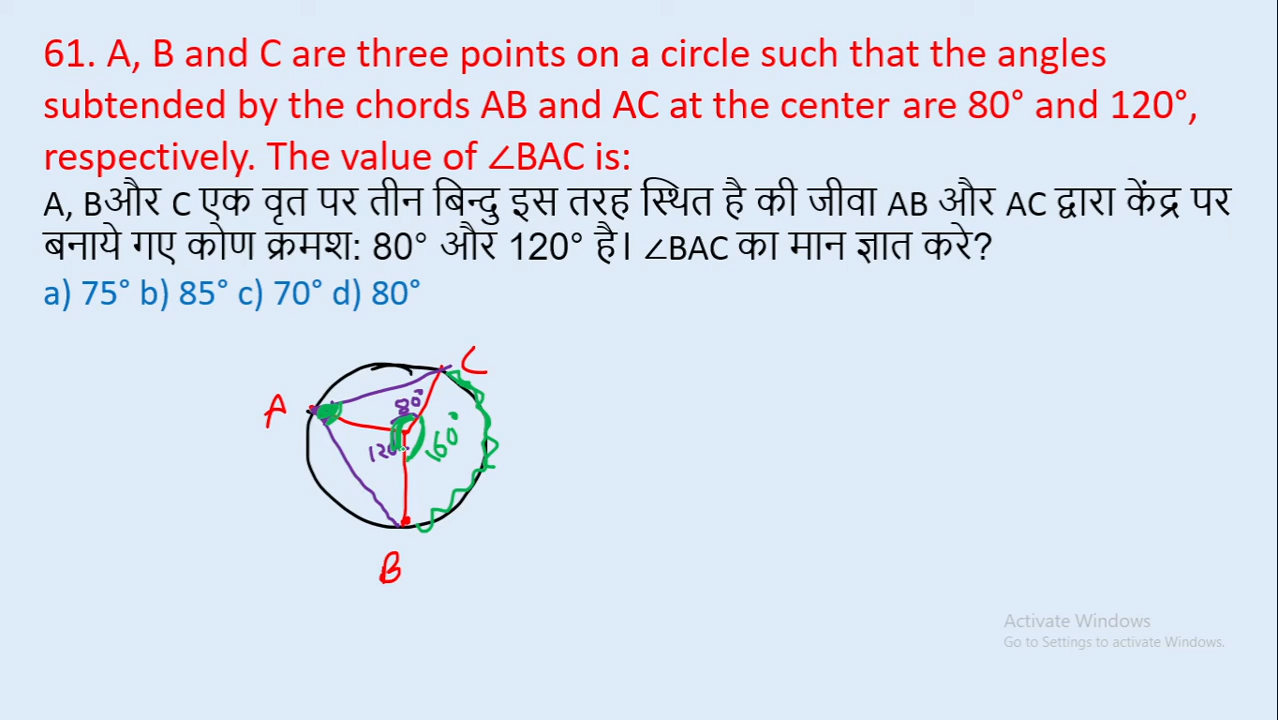 61. A, B and C are three points on a circle such that the angles
subtended by the chords AB and AC at the center are 80° and 120°,
respectively. The value of ∠BAC is:
A, Bऔर C एक वृत पर तीन बिन्दु इस तरह स्थित है की जीवा AB और AC द्वारा केंद्र पर
बनाये गए कोण क्रमश: 80° और 120° है। ∠BAC का मान ज्ञात करे?
a) 75° b) 85° c) 70° d) 80°
C
A
80°
120
160°
B
Activate Windows
Go to Settings to activate Windows.